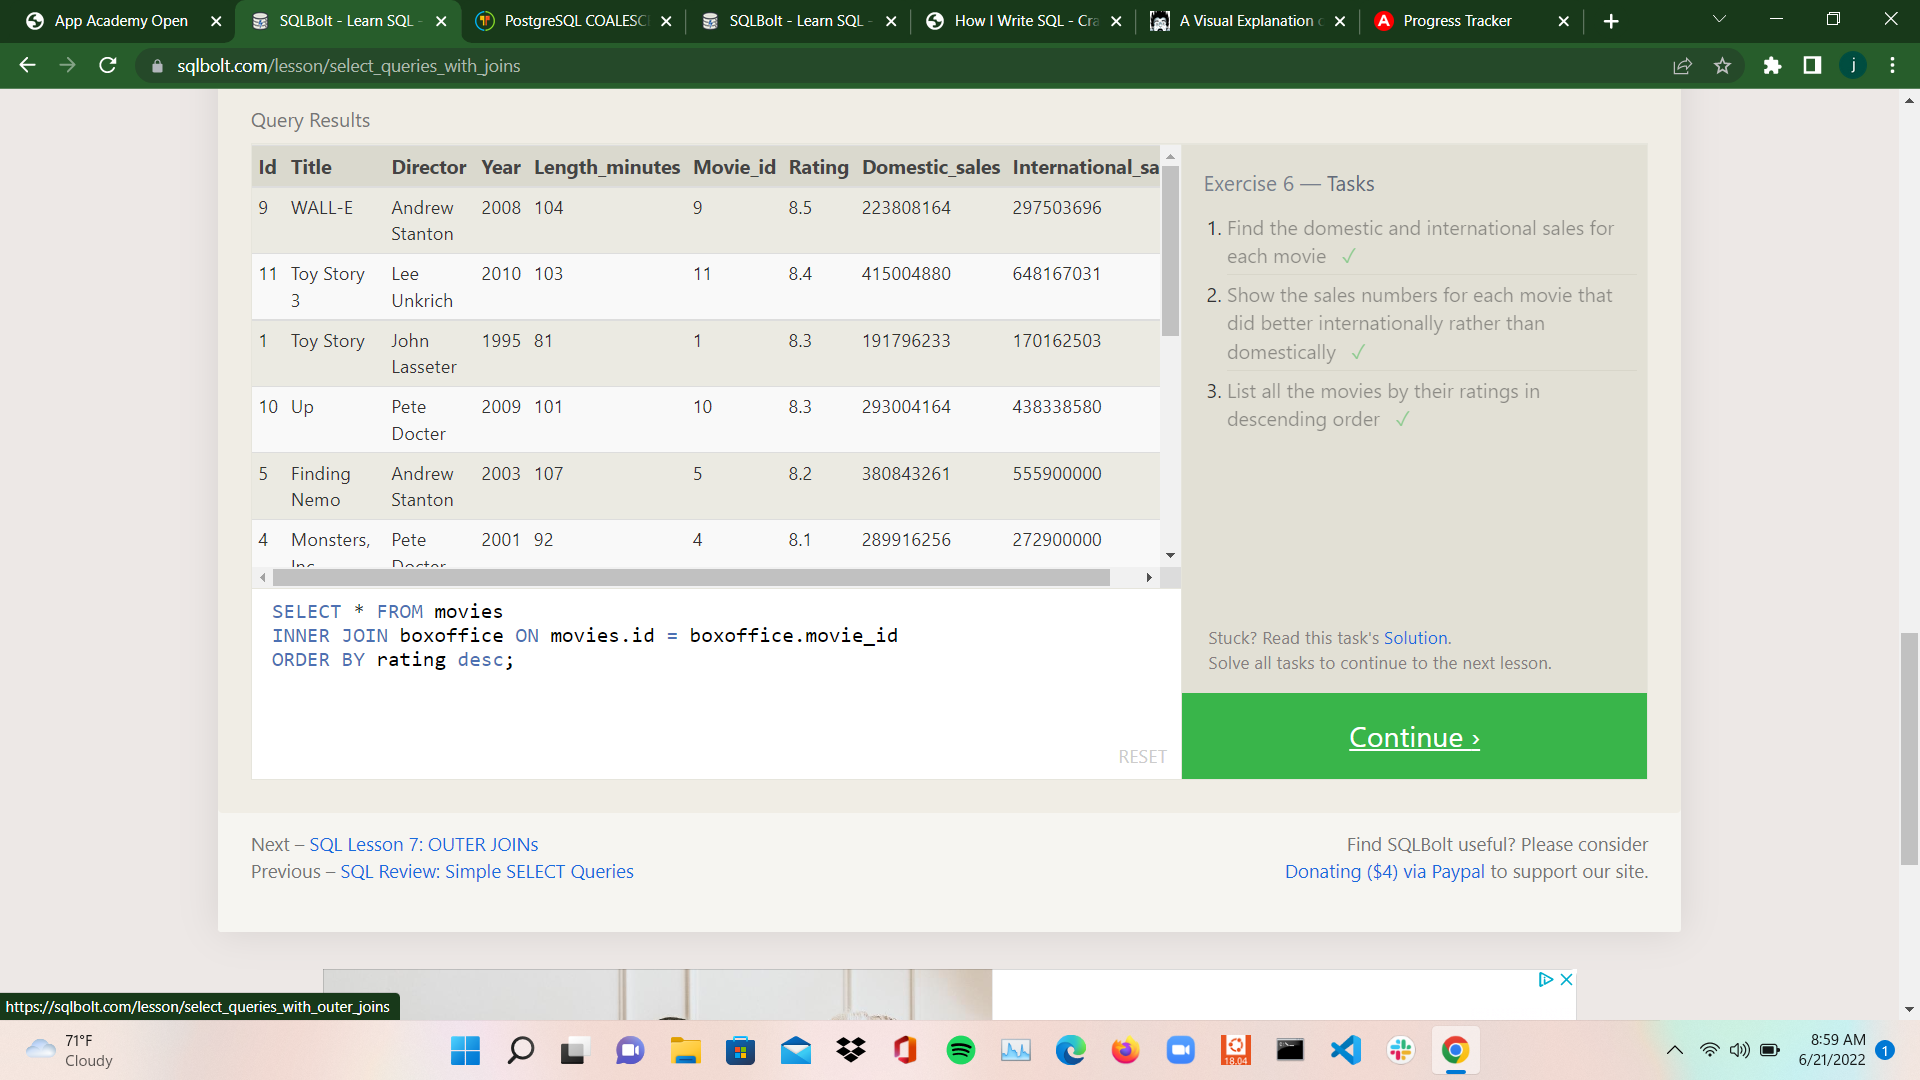 App Academy Open
SQLBolt - Learn SQL -
PostgreSQL COALESC
SQLBolt - Learn SQL -
How I Write SQL - Cra
A Visual Explanation
Progress Tracker
sqlbolt.com/lesson/select_queries_with_joins
j
Query Results
Id Title Director Year Length_minutes Movie_id Rating Domestic_sales International_sa
9 WALL-E Andrew Stanton 2008 104 9 8.5 223808164 297503696
11 Toy Story 3 Lee Unkrich 2010 103 11 8.4 415004880 648167031
1 Toy Story John Lasseter 1995 81 1 8.3 191796233 170162503
10 Up Pete Docter 2009 101 10 8.3 293004164 438338580
5 Finding Nemo Andrew Stanton 2003 107 5 8.2 380843261 555900000
4 Monsters, Inc. Pete Docter 2001 92 4 8.1 289916256 272900000
SELECT * FROM movies
INNER JOIN boxoffice ON movies.id = boxoffice.movie_id
ORDER BY rating desc;
RESET
Exercise 6 — Tasks
1. Find the domestic and international sales for
each movie ✓
2. Show the sales numbers for each movie that
did better internationally rather than
domestically ✓
3. List all the movies by their ratings in
descending order ✓
Stuck? Read this task's Solution.
Solve all tasks to continue to the next lesson.
Continue ›
Next – SQL Lesson 7: OUTER JOINs
Previous – SQL Review: Simple SELECT Queries
Find SQLBolt useful? Please consider
Donating ($4) via Paypal to support our site.
https://sqlbolt.com/lesson/select_queries_with_outer_joins
71°F
Cloudy
18.04
8:59 AM
6/21/2022
1